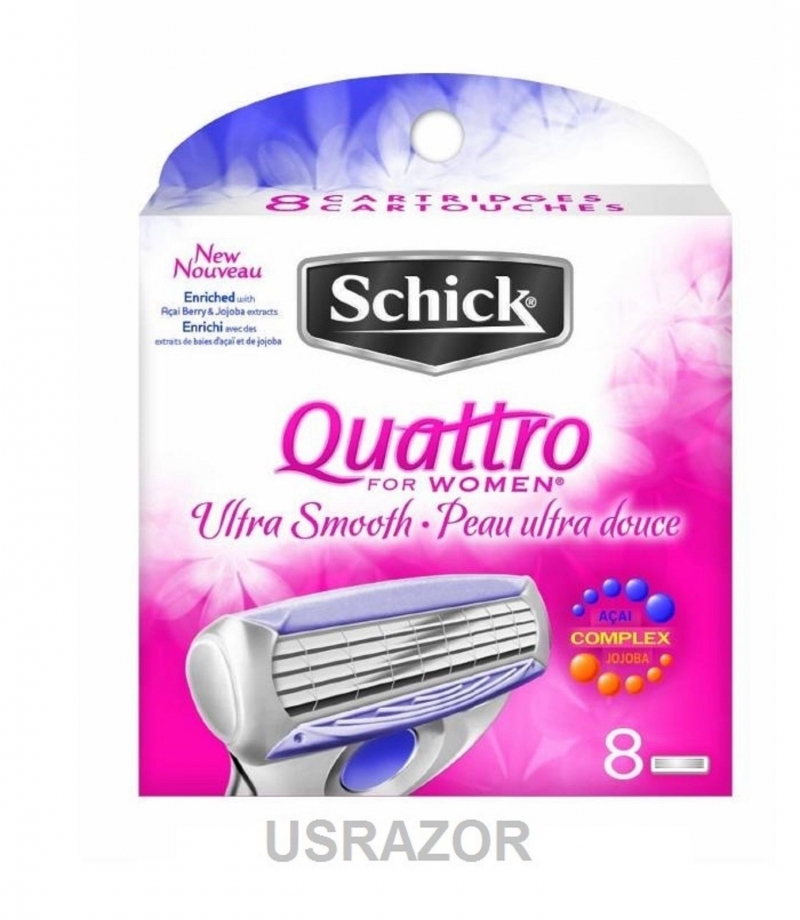 8 CARTRIDGES
CARTOUCHES
New
Nouveau
Enriched with
Açai Berry & Jojoba extracts
Enrichi avec des
extraits de baies d'açaï et de jojoba
Schick®
Quattro
FOR WOMEN®
Ultra Smooth • Peau ultra douce
AÇAI
COMPLEX
JOJOBA
8
USRAZOR